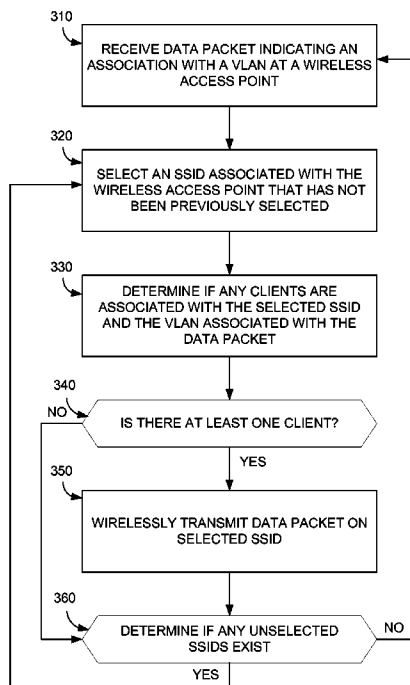 310
RECEIVE DATA PACKET INDICATING AN
ASSOCIATION WITH A VLAN AT A WIRELESS
ACCESS POINT
320
SELECT AN SSID ASSOCIATED WITH THE
WIRELESS ACCESS POINT THAT HAS NOT
BEEN PREVIOUSLY SELECTED
330
DETERMINE IF ANY CLIENTS ARE
ASSOCIATED WITH THE SELECTED SSID
AND THE VLAN ASSOCIATED WITH THE
DATA PACKET
340
NO
IS THERE AT LEAST ONE CLIENT?
YES
350
WIRELESSLY TRANSMIT DATA PACKET ON
SELECTED SSID
360
DETERMINE IF ANY UNSELECTED
SSIDS EXIST
NO
YES